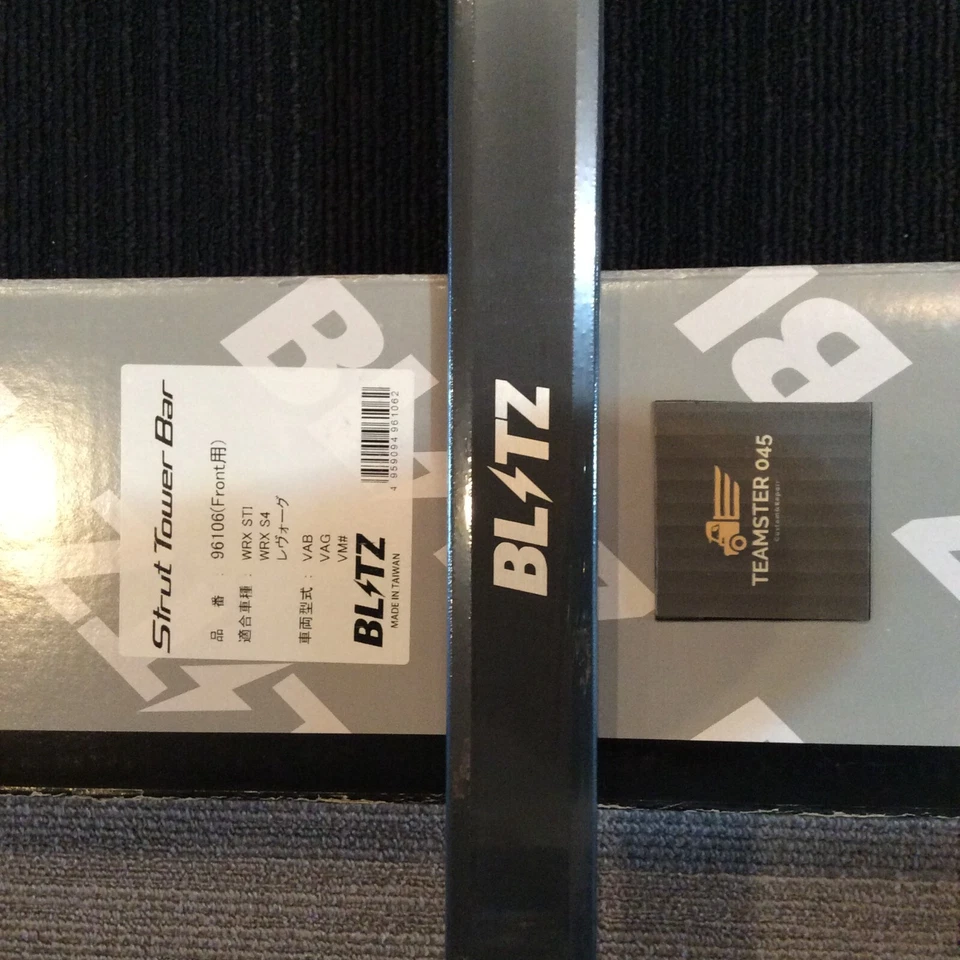 Strut Tower Bar
品 番 : 96106(Front用)
適合車種 : WRX STI
WRX S4
レヴォーグ
車両型式 : VAB
VAG
VM#
BLITZ
MADE IN TAIWAN
4 959094 961062
BLITZ
TEAMSTER 045
Custom&Repair